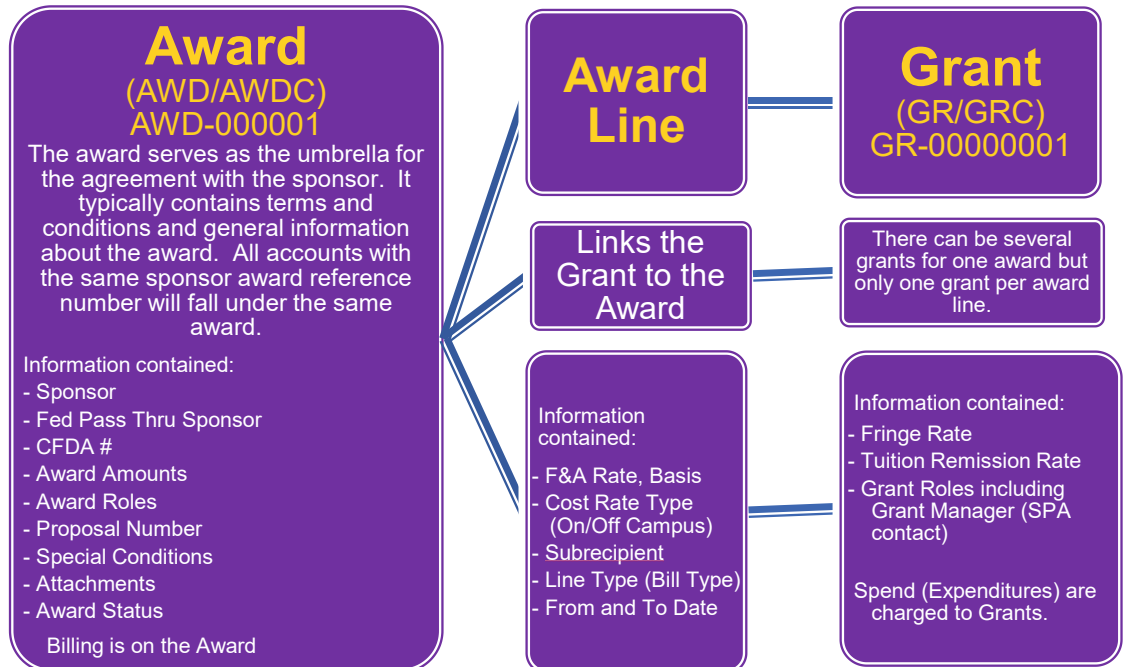 Award
(AWD/AWDC)
AWD-000001
The award serves as the umbrella for
the agreement with the sponsor. It
typically contains terms and
conditions and general information
about the award. All accounts with
the same sponsor award reference
number will fall under the same
award.
Information contained:
- Sponsor
- Fed Pass Thru Sponsor
- CFDA #
- Award Amounts
- Award Roles
- Proposal Number
- Special Conditions
- Attachments
- Award Status
Billing is on the Award
Award
Line
Links the
Grant to the
Award
Information
contained:
- F&A Rate, Basis
- Cost Rate Type
(On/Off Campus)
- Subrecipient
- Line Type (Bill Type)
- From and To Date
Grant
(GR/GRC)
GR-00000001
There can be several
grants for one award but
only one grant per award
line.
Information contained:
- Fringe Rate
- Tuition Remission Rate
- Grant Roles including
Grant Manager (SPA
contact)
Spend (Expenditures) are
charged to Grants.